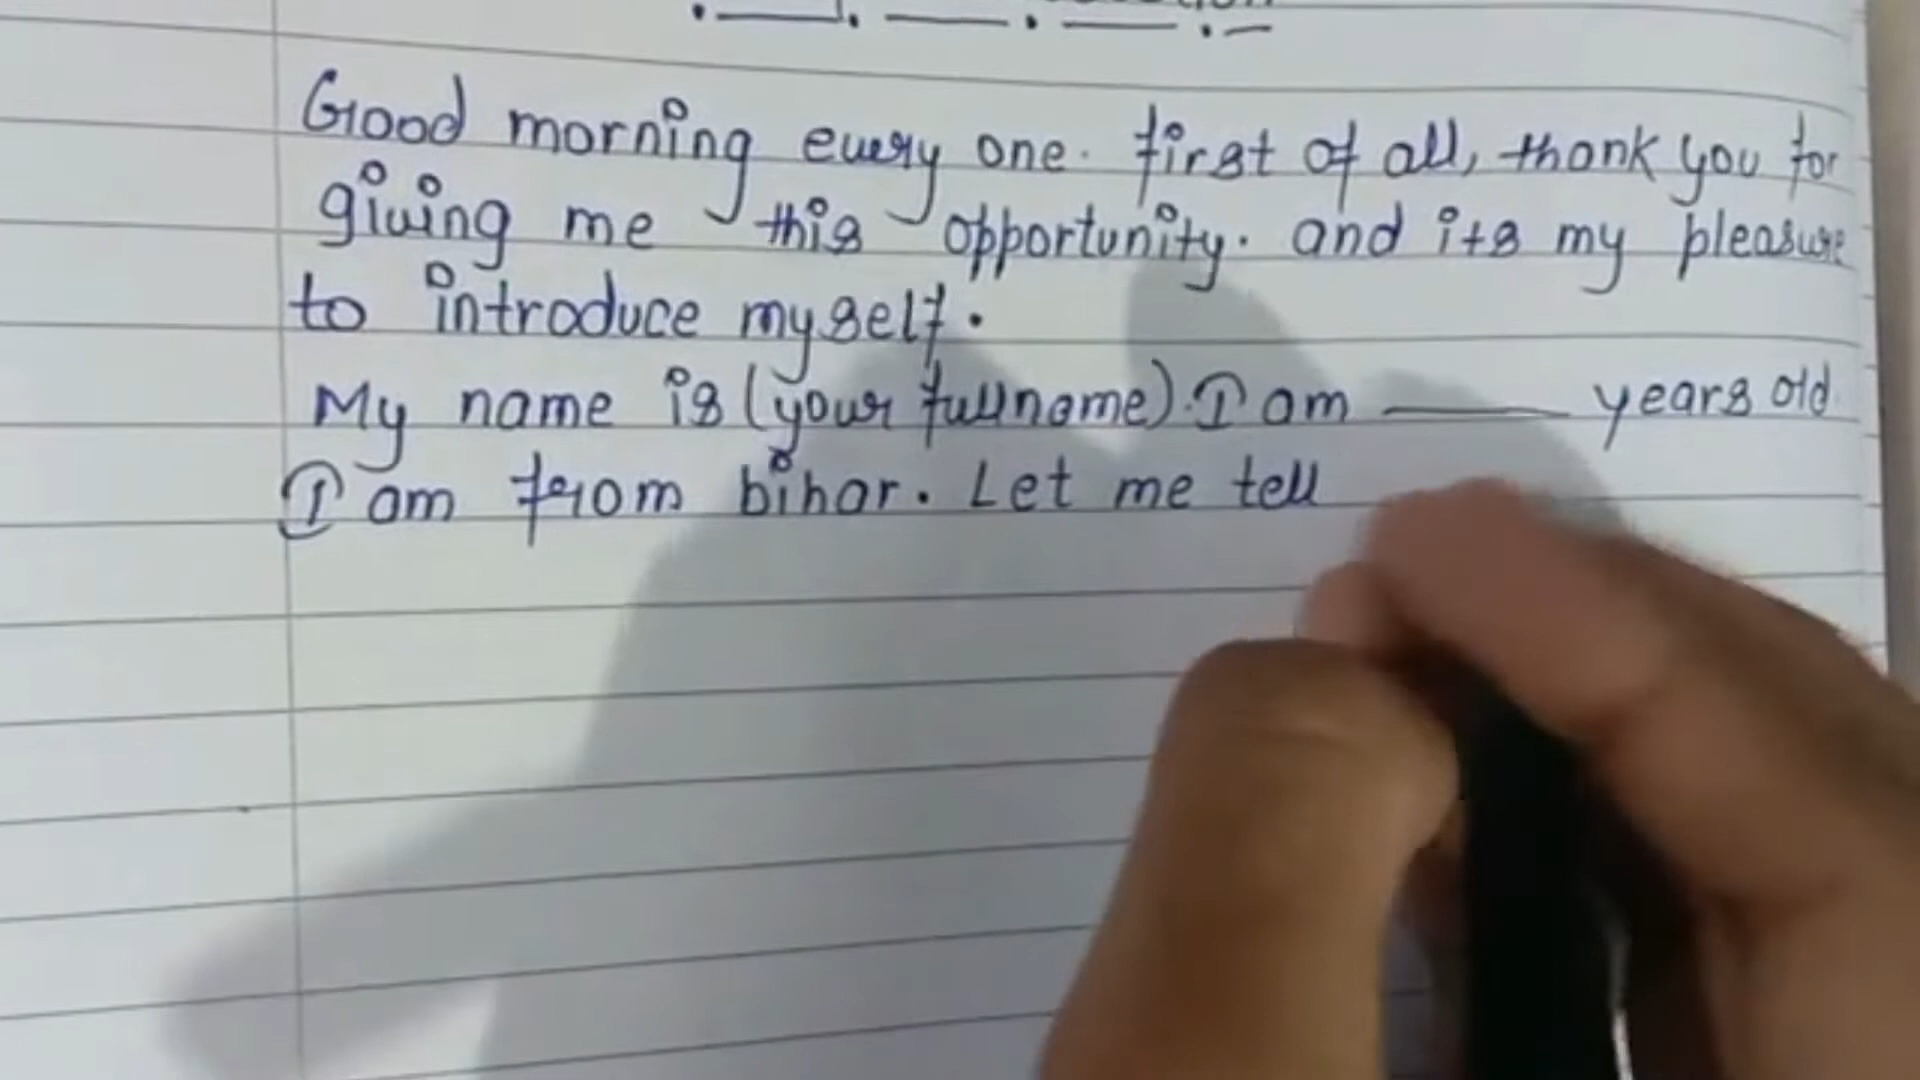 Good morning every one. first of all, thank you for
giving me this opportunity. and its my pleasure
to introduce myself.
My name is (your fullname). I am ——— years old.
I am from bihar. Let me tell